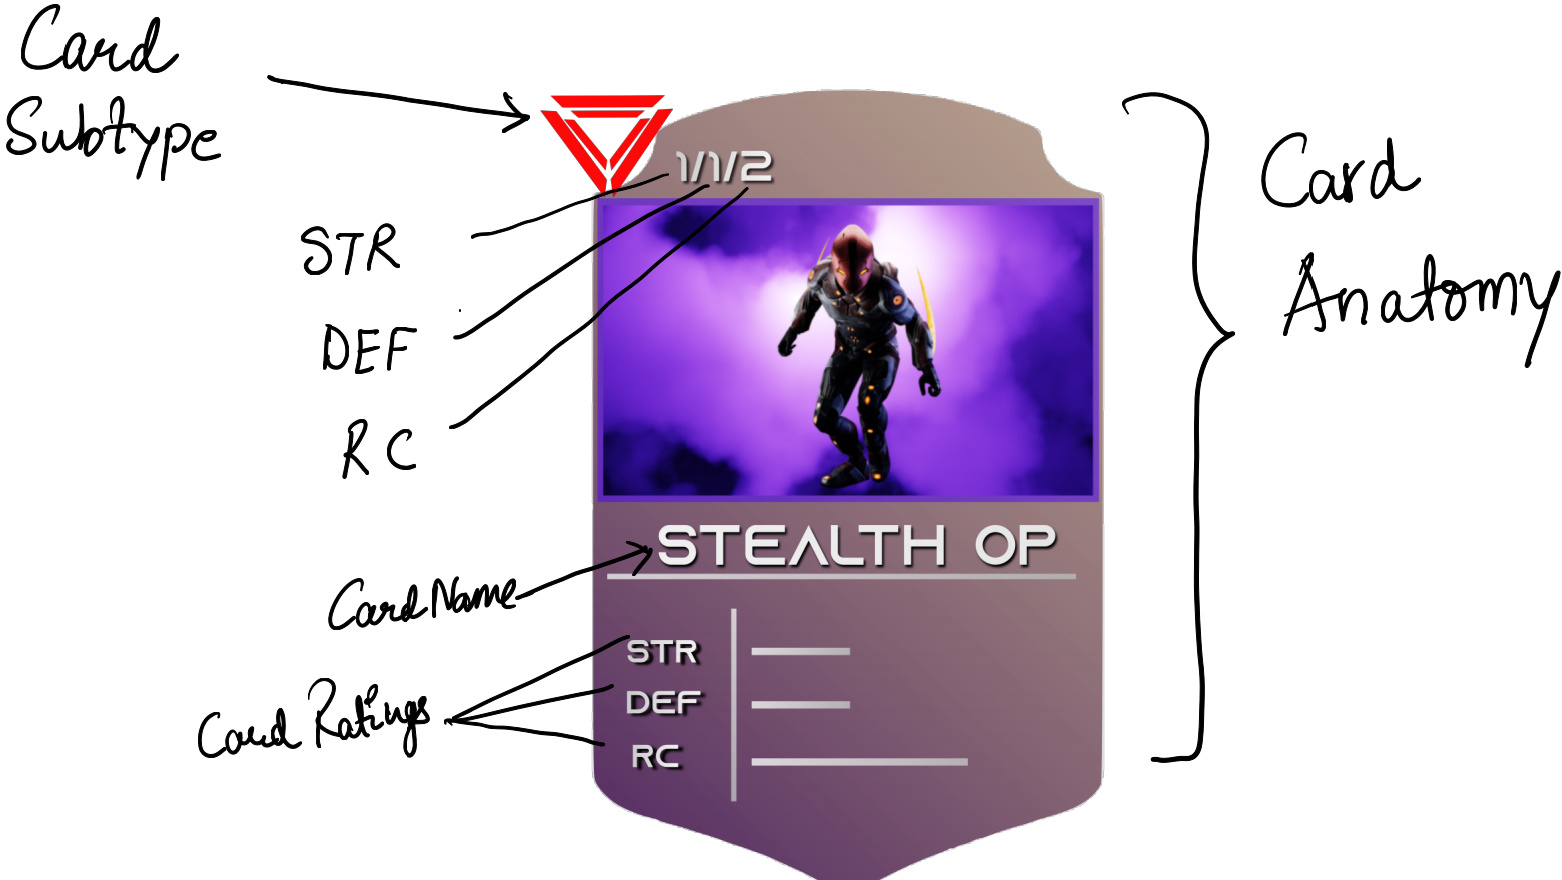 Card
Subtype
STR
DEF
RC
Card Name
Card Ratings
1/1/2
STEALTH OP
STR
DEF
RC
Card
Anatomy